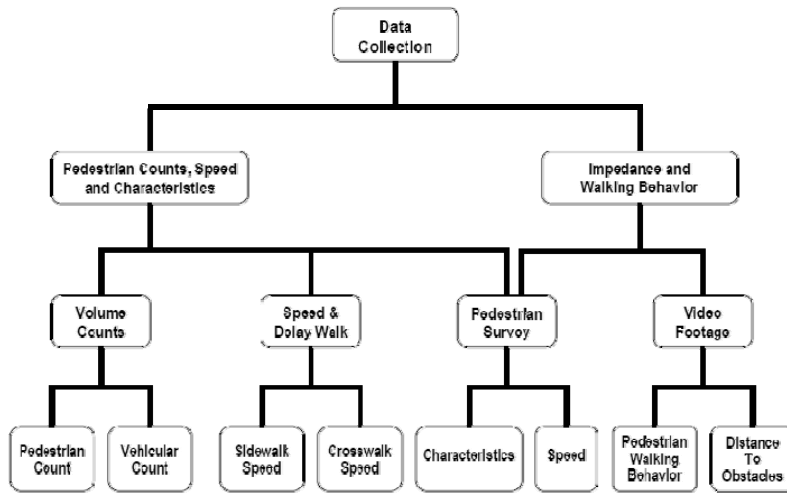 Data
Collection
Pedestrian Counts, Speed
and Characteristics
Impedance and
Walking Behavior
Volume
Counts
Speed &
Delay Walk
Pedestrian
Survey
Video
Footage
Pedestrian
Count
Vehicular
Count
Sidewalk
Speed
Crosswalk
Speed
Characteristics
Speed
Pedestrian
Walking
Behavior
Distance
To
Obstacles